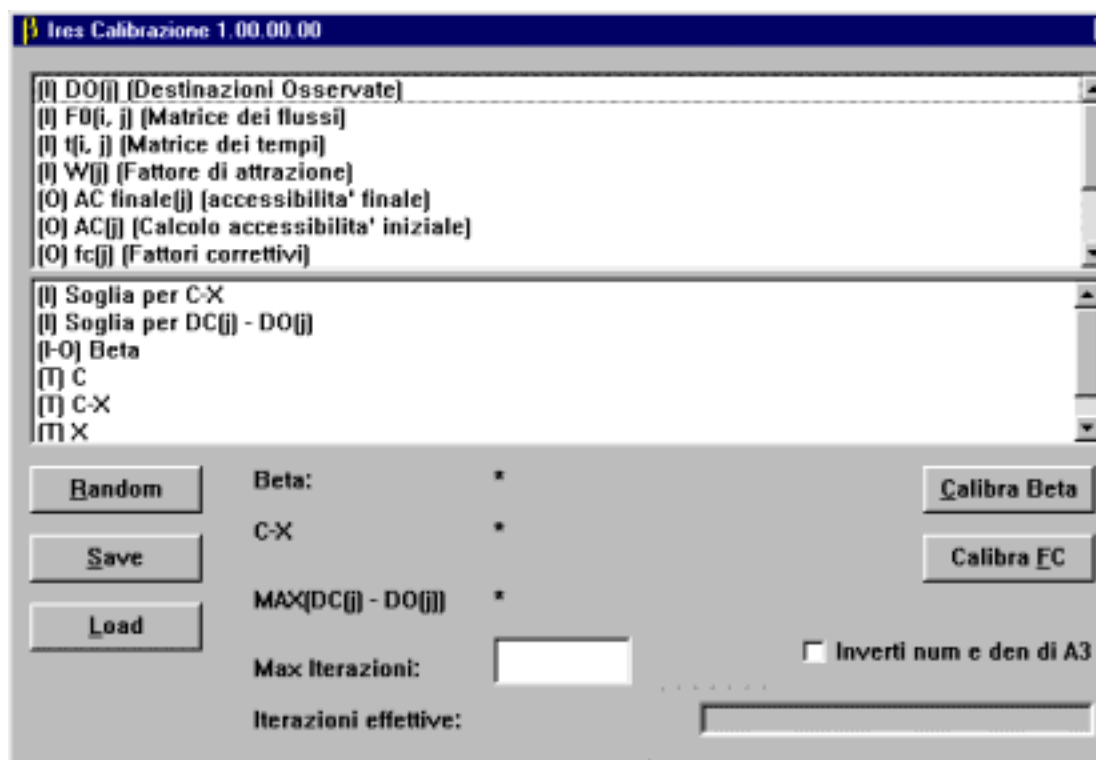 β Ires Calibrazione 1.00.00.00
(I) DO(j) (Destinazioni Osservate)
(I) F0(i, j) (Matrice dei flussi)
(I) t(i, j) (Matrice dei tempi)
(I) W(j) (Fattore di attrazione)
(O) AC finale(j) (accessibilita' finale)
(O) AC(j) (Calcolo accessibilita' iniziale)
(O) fc(j) (Fattori correttivi)
(I) Soglia per C-X
(I) Soglia per DC(j) - DO(j)
(I-O) Beta
(T) C
(T) C-X
(T) X
Random Beta: * Calibra Beta
C-X *
Save Calibra FC
MAX(DC(j) - DO(j)) *
Load
Max Iterazioni: Inverti num e den di A3
Iterazioni effettive: